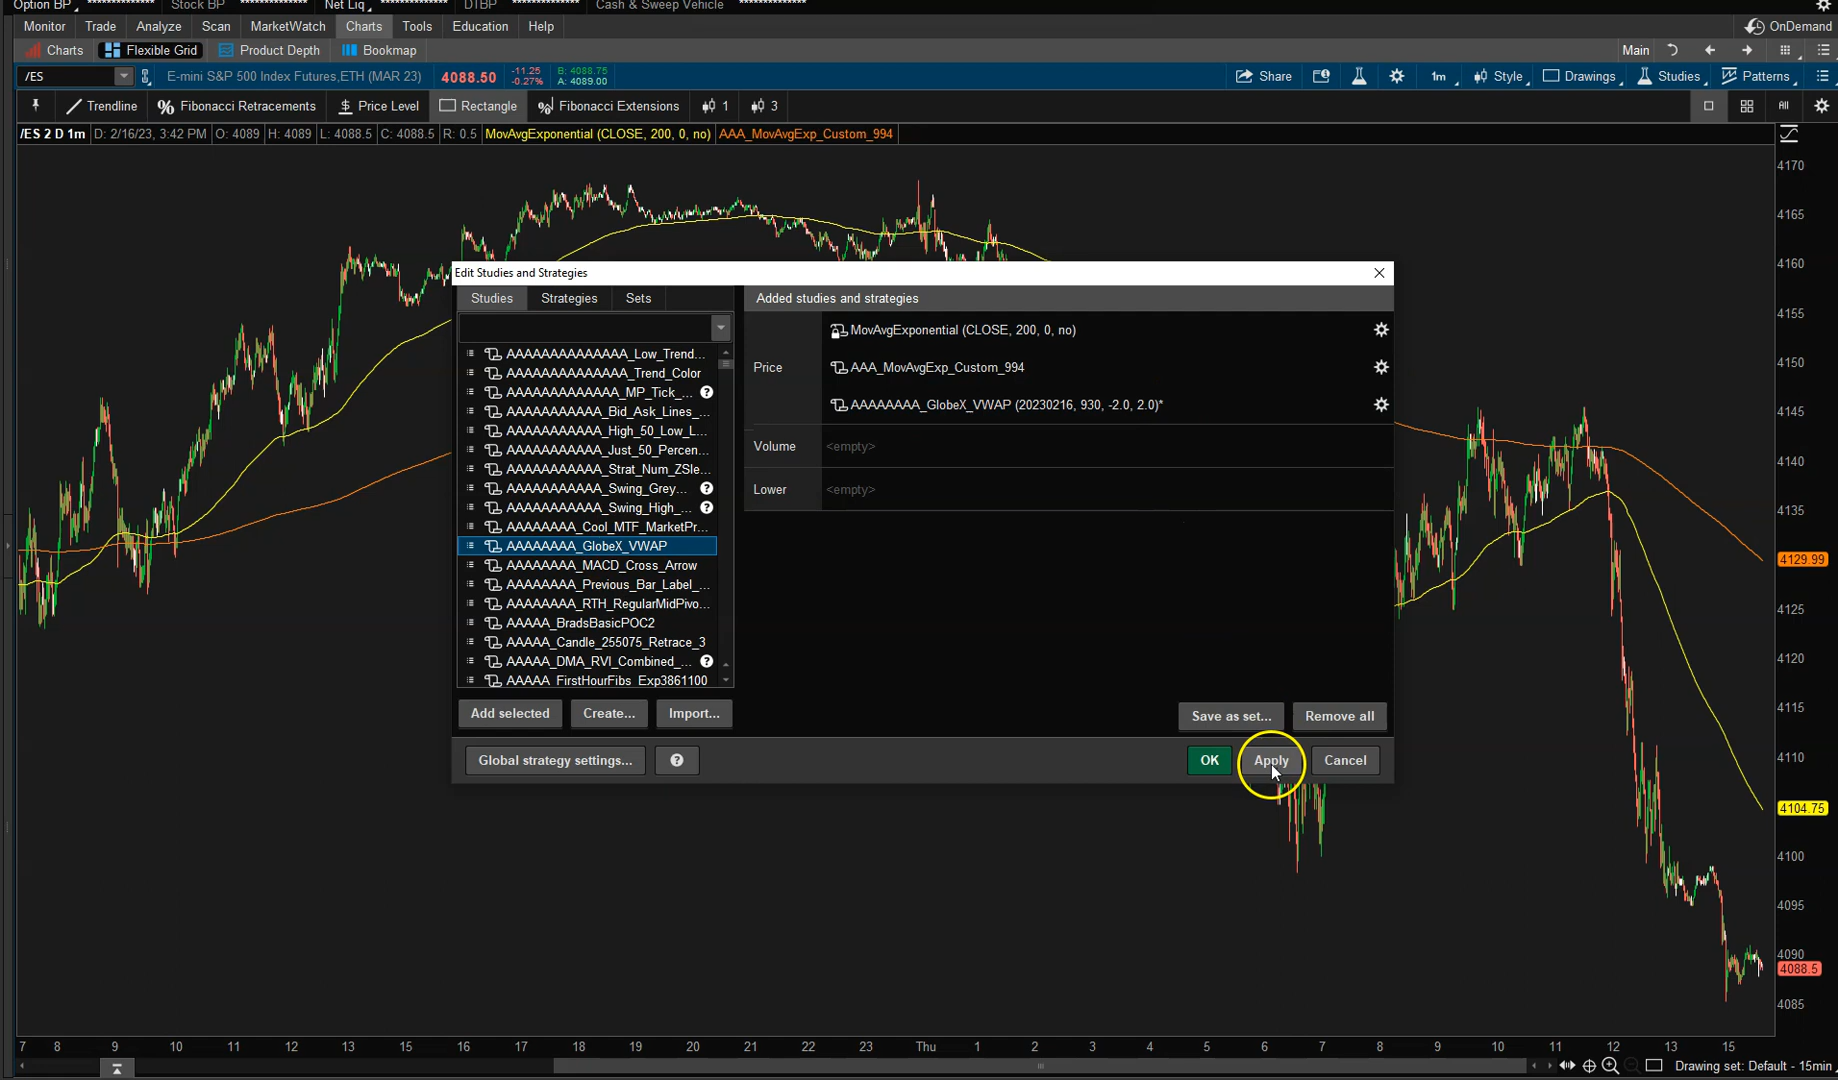 Option BP ************** Stock BP ************** Net Liq ************** DTBP ************** Cash & Sweep Vehicle **************
Monitor Trade Analyze Scan MarketWatch Charts Tools Education Help OnDemand
Charts Flexible Grid Product Depth Bookmap Main
/ES E-mini S&P 500 Index Futures,ETH (MAR 23) 4088.50 -11.25 B: 4088.75 Share 1m Style Drawings Studies Patterns
-0.27% A: 4089.00
Trendline Fibonacci Retracements $ Price Level Rectangle Fibonacci Extensions 1 3 All
/ES 2 D 1m D: 2/16/23, 3:42 PM O: 4089 H: 4089 L: 4088.5 C: 4088.5 R: 0.5 MovAvgExponential (CLOSE, 200, 0, no) AAA_MovAvgExp_Custom_994
Edit Studies and Strategies
Studies Strategies Sets
AAAAAAAAAAAAAA_Low_Trend...
AAAAAAAAAAAAAA_Trend_Color
AAAAAAAAAAAAA_MP_Tick_... ?
AAAAAAAAAAA_Bid_Ask_Lines_...
AAAAAAAAAAA_High_50_Low_L...
AAAAAAAAAAA_Just_50_Percen...
AAAAAAAAAAA_Strat_Num_ZSle...
AAAAAAAAAAA_Swing_Grey... ?
AAAAAAAAAAA_Swing_High_... ?
AAAAAAAA_Cool_MTF_MarketPr...
AAAAAAAA_GlobeX_VWAP
AAAAAAAA_MACD_Cross_Arrow
AAAAAAAA_Previous_Bar_Label_...
AAAAAAAA_RTH_RegularMidPivo...
AAAAA_BradsBasicPOC2
AAAAA_Candle_255075_Retrace_3
AAAAA_DMA_RVI_Combined_... ?
AAAAA_FirstHourFibs_Exp3861100
Add selected Create... Import...
Added studies and strategies
Price
MovAvgExponential (CLOSE, 200, 0, no)
AAA_MovAvgExp_Custom_994
AAAAAAAA_GlobeX_VWAP (20230216, 930, -2.0, 2.0)*
Volume <empty>
Lower <empty>
Save as set... Remove all
Global strategy settings... ? OK Apply Cancel
4170
4165
4160
4155
4150
4145
4140
4135
4129.99
4125
4120
4115
4110
4104.75
4100
4095
4090
4088.5
4085
7 8 9 10 11 12 13 15 16 17 18 19 20 21 22 23 Thu 1 2 3 4 5 6 7 8 9 10 11 12 13 15
Drawing set: Default - 15min